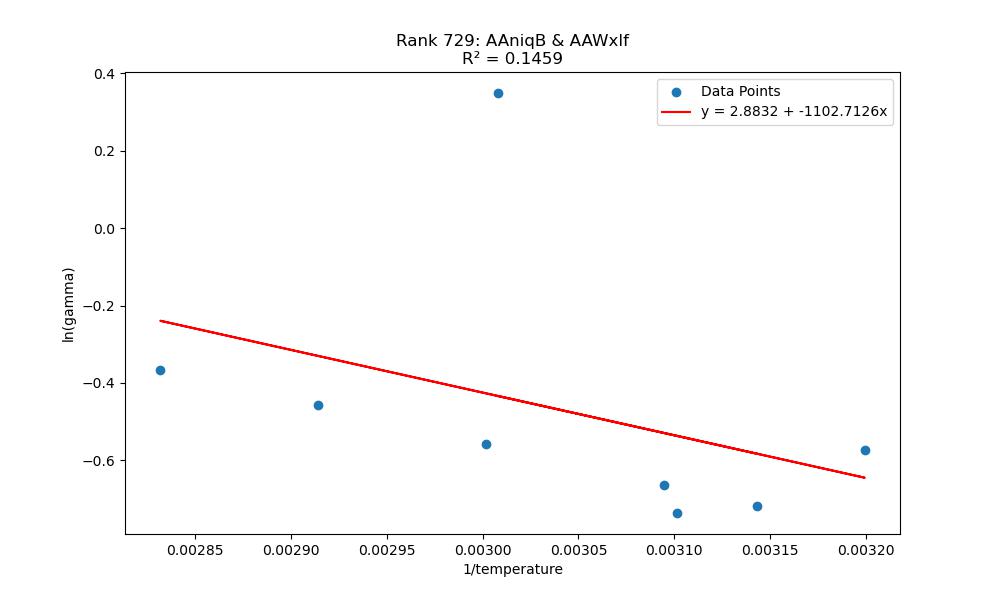 Rank 729: AAniqB & AAWxlf
R² = 0.1459
Data Points
y = 2.8832 + -1102.7126x
ln(gamma)
0.4
0.2
0.0
−0.2
−0.4
−0.6
0.00285 0.00290 0.00295 0.00300 0.00305 0.00310 0.00315 0.00320
1/temperature